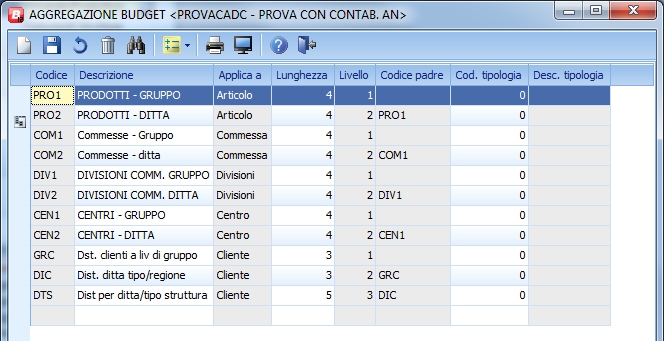 AGGREGAZIONE BUDGET <PROVACADC - PROVA CON CONTAB. AN>
Codice Descrizione Applica a Lunghezza Livello Codice padre Cod. tipologia Desc. tipologia
PRO1 PRODOTTI - GRUPPO Articolo 4 1 0
PRO2 PRODOTTI - DITTA Articolo 4 2 PRO1 0
COM1 Commesse - Gruppo Commessa 4 1 0
COM2 Commesse - ditta Commessa 4 2 COM1 0
DIV1 DIVISIONI COMM. GRUPPO Divisioni 4 1 0
DIV2 DIVISIONI COMM. DITTA Divisioni 4 2 DIV1 0
CEN1 CENTRI - GRUPPO Centro 4 1 0
CEN2 CENTRI - DITTA Centro 4 2 CEN1 0
GRC Dst. clienti a liv di gruppo Cliente 3 1 0
DIC Dist. ditta tipo/regione Cliente 3 2 GRC 0
DTS Dist per ditta/tipo struttura Cliente 5 3 DIC 0